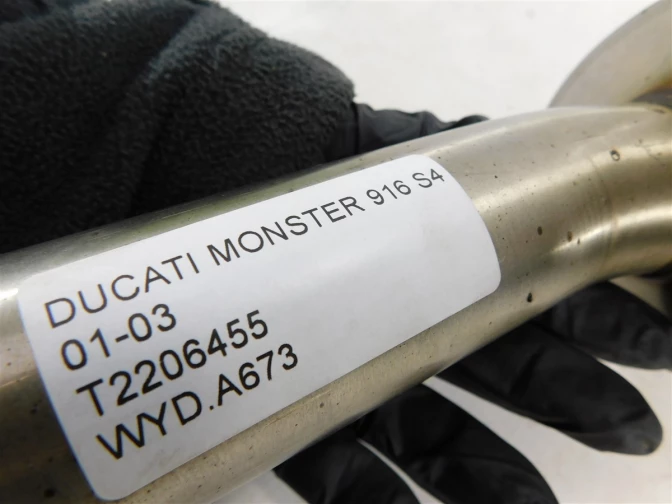 DUCATI MONSTER 916 S4
01-03
T2206455
WYD.A673